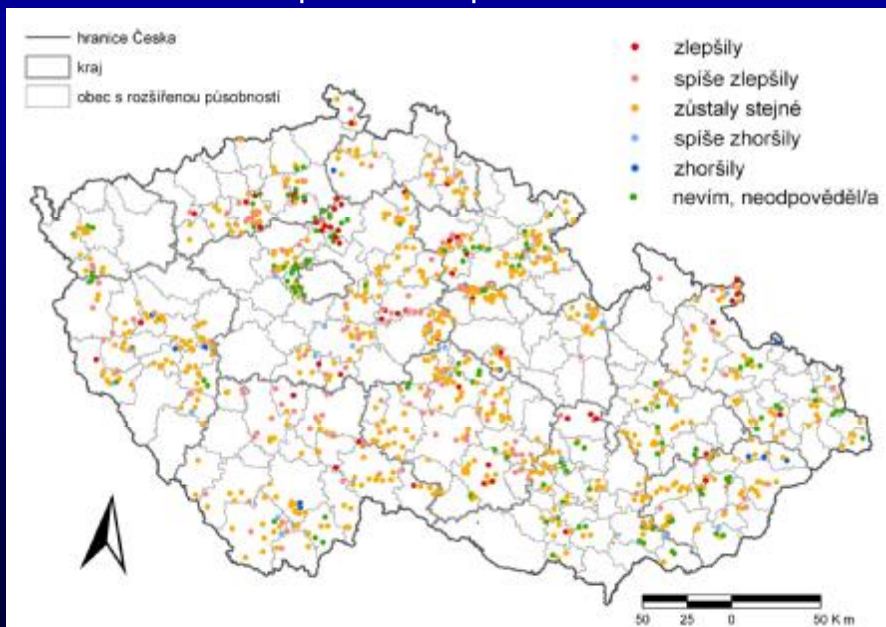 hranice Česka
kraj
obec s rozšířenou působností
zlepšily
spíše zlepšily
zůstaly stejné
spíše zhoršily
zhoršily
nevím, neodpověděl/a
50 25 0 50 Km